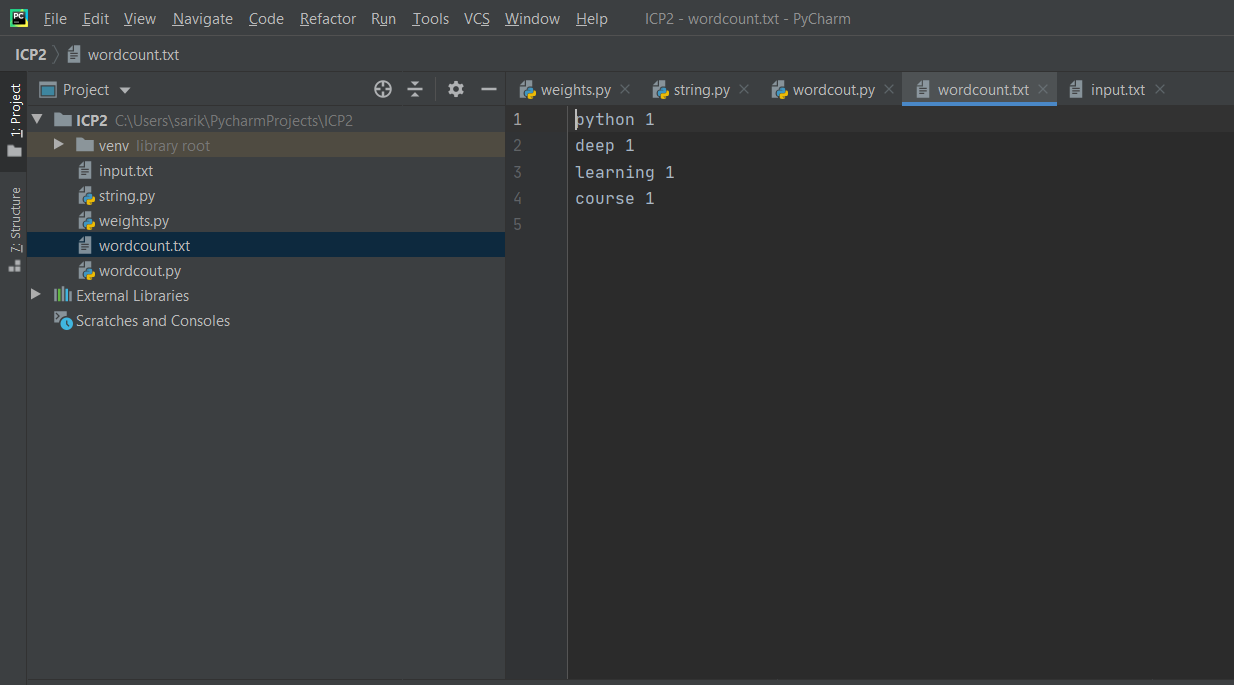 PC File Edit View Navigate Code Refactor Run Tools VCS Window Help ICP2 - wordcount.txt - PyCharm
ICP2 wordcount.txt
1: Project
Z: Structure
Project
ICP2 C:\Users\sarik\PycharmProjects\ICP2
venv library root
input.txt
string.py
weights.py
wordcount.txt
wordcout.py
External Libraries
Scratches and Consoles
weights.py string.py wordcout.py wordcount.txt input.txt
1 python 1
2 deep 1
3 learning 1
4 course 1
5